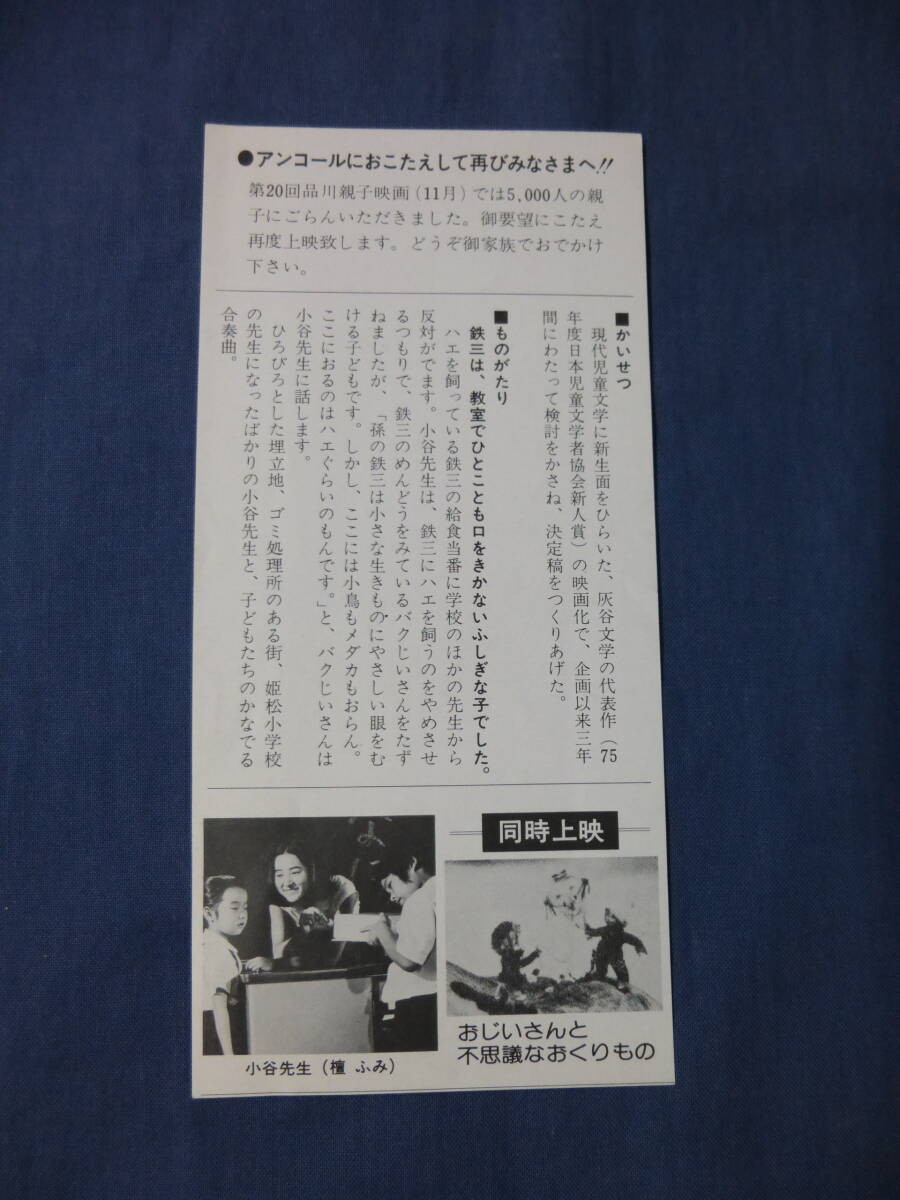 ●アンコールにおこたえして再びみなさまへ!!
第20回品川親子映画(11月)では5,000人の親
子にごらんいただきました。御要望にこたえ
再度上映致します。どうぞ御家族でおでかけ
下さい。
■かいせつ
現代児童文学に新生面をひらいた、灰谷文学の代表作(75
年度日本児童文学者協会新人賞)の映画化で、企画以来三年
間にわたって検討をかさね、決定稿をつくりあげた。
■ものがたり
鉄三は、教室でひとことも口をきかないふしぎな子でした。
ハエを飼っている鉄三の給食当番に学校のほかの先生から
反対がでます。小谷先生は、鉄三にハエを飼うのをやめさせ
るつもりで、鉄三のめんどうをみているバクじいさんをたず
ねましたが、「孫の鉄三は小さな生きものにやさしい眼をむ
ける子どもです。しかし、ここには小鳥もメダカもおらん。
ここにおるのはハエぐらいのもんです。」と、バクじいさんは
小谷先生に話します。
ひろびろとした埋立地、ゴミ処理所のある街、姫松小学校
の先生になったばかりの小谷先生と、子どもたちのかなでる
合奏曲。
同時上映
おじいさんと
不思議なおくりもの
小谷先生(檀 ふみ)